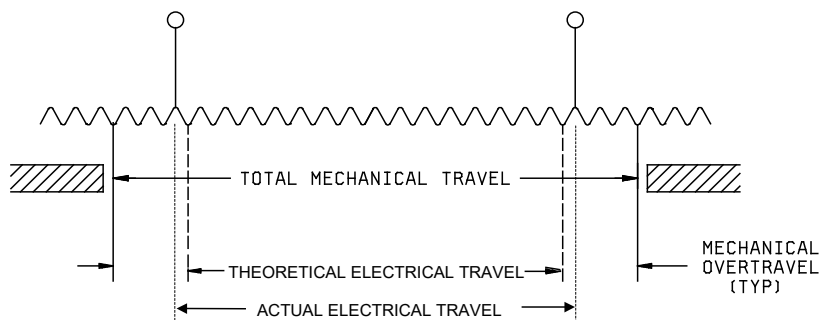 TOTAL MECHANICAL TRAVEL
THEORETICAL ELECTRICAL TRAVEL
MECHANICAL
OVERTRAVEL
(TYP)
ACTUAL ELECTRICAL TRAVEL